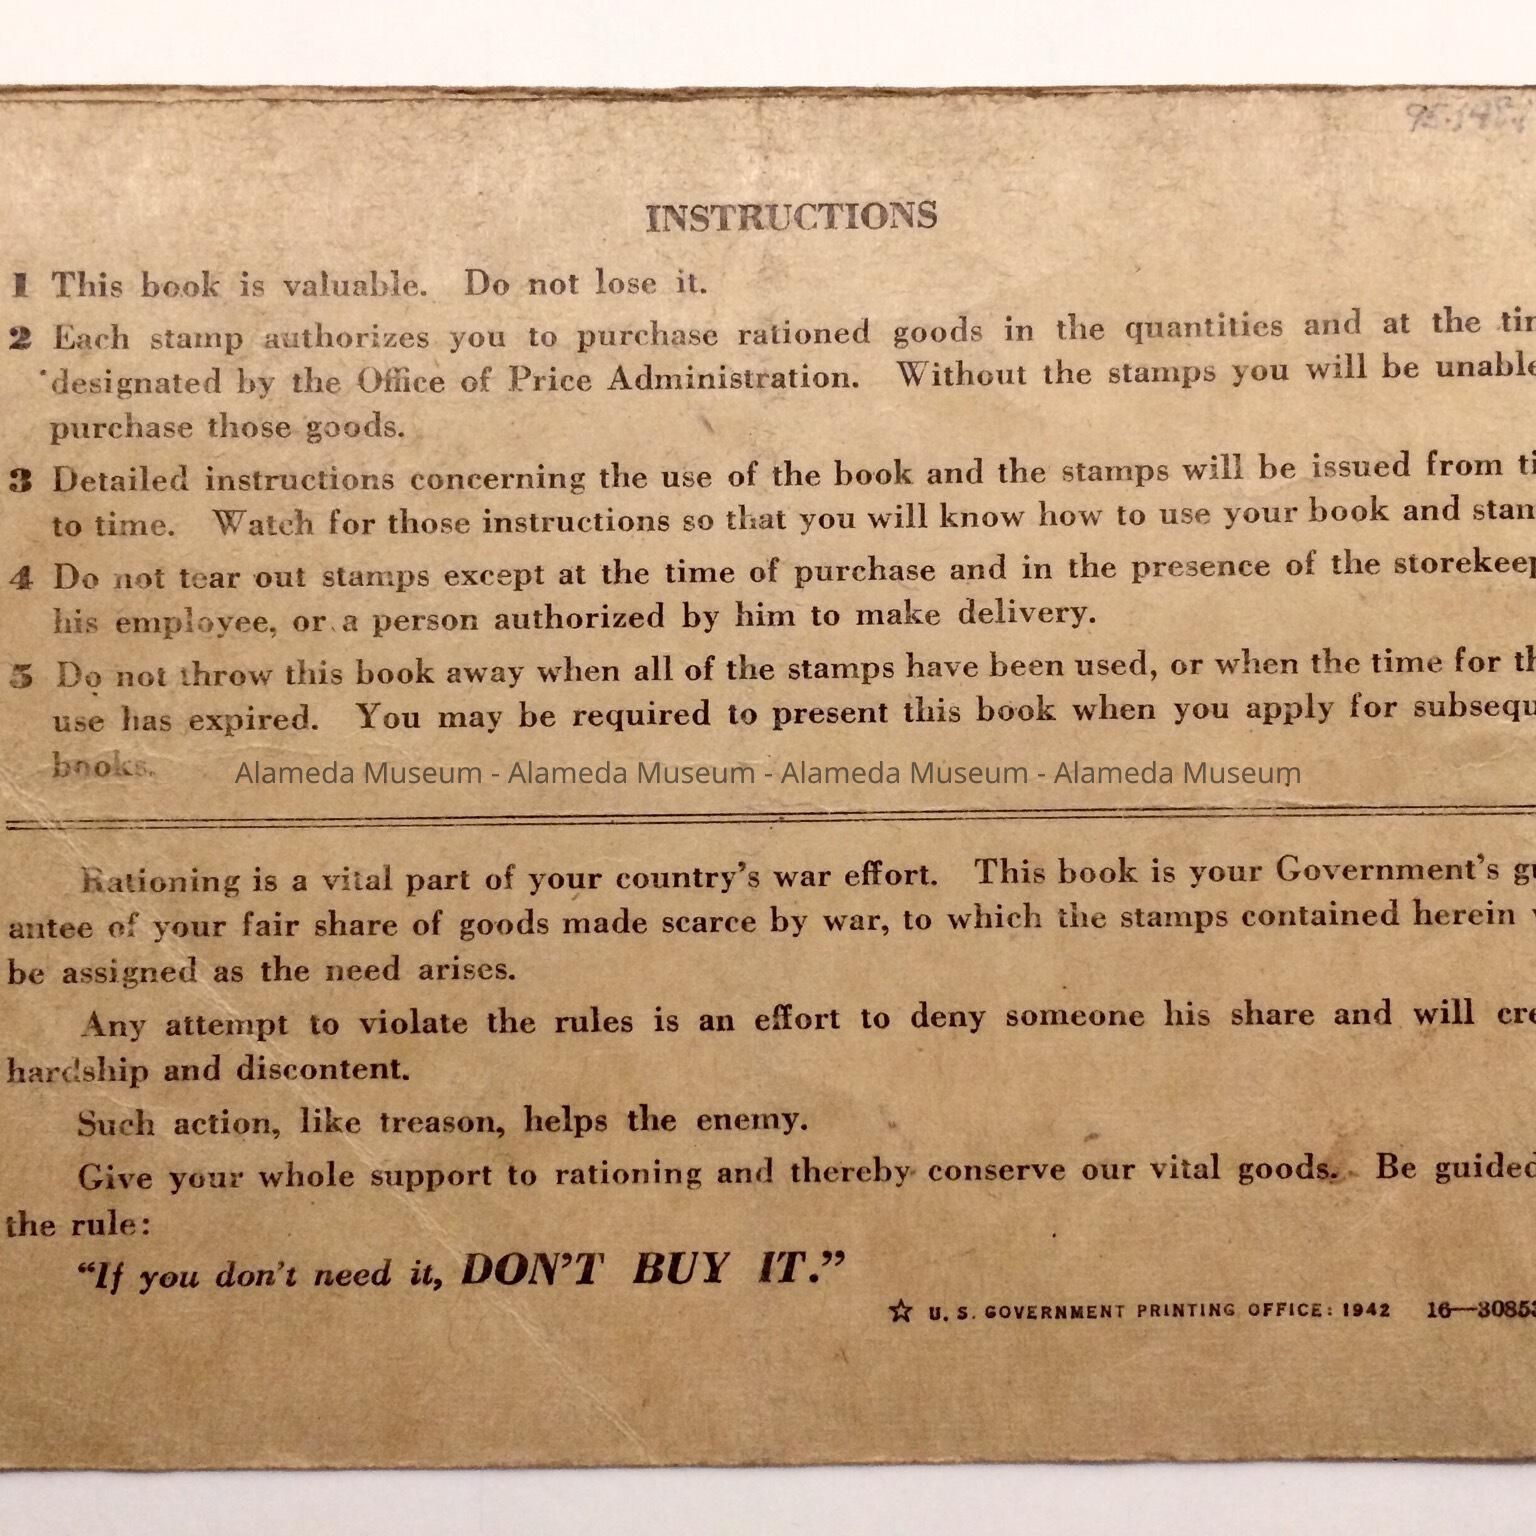 INSTRUCTIONS
1 This book is valuable. Do not lose it.
2 Each stamp authorizes you to purchase rationed goods in the quantities and at the
designated by the Office of Price Administration. Without the stamps you will be unable
purchase those goods.
3 Detailed instructions concerning the use of the book and the stamps will be issued from
to time. Watch for those instructions so that you will know how to use your book and
4 Do not tear out stamps except at the time of purchase and in the presence of the
his employee, or a person authorized by him to make delivery.
5 Do not throw this book away when all of the stamps have been used, or when the time for
use has expired. You may be required to present this book when you apply for
books.
Alameda Museum - Alameda Museum - Alameda Museum - Alameda Museum
Rationing is a vital part of your country's war effort. This book is your Government's
antee of your fair share of goods made scarce by war, to which the stamps contained herein
be assigned as the need arises.
Any attempt to violate the rules is an effort to deny someone his share and will
hardship and discontent.
Such action, like treason, helps the enemy.
Give your whole support to rationing and thereby conserve our vital goods. Be guided
the rule:
"If you don't need it, DON'T BUY IT."
☆ U. S. GOVERNMENT PRINTING OFFICE: 1942 16—30853